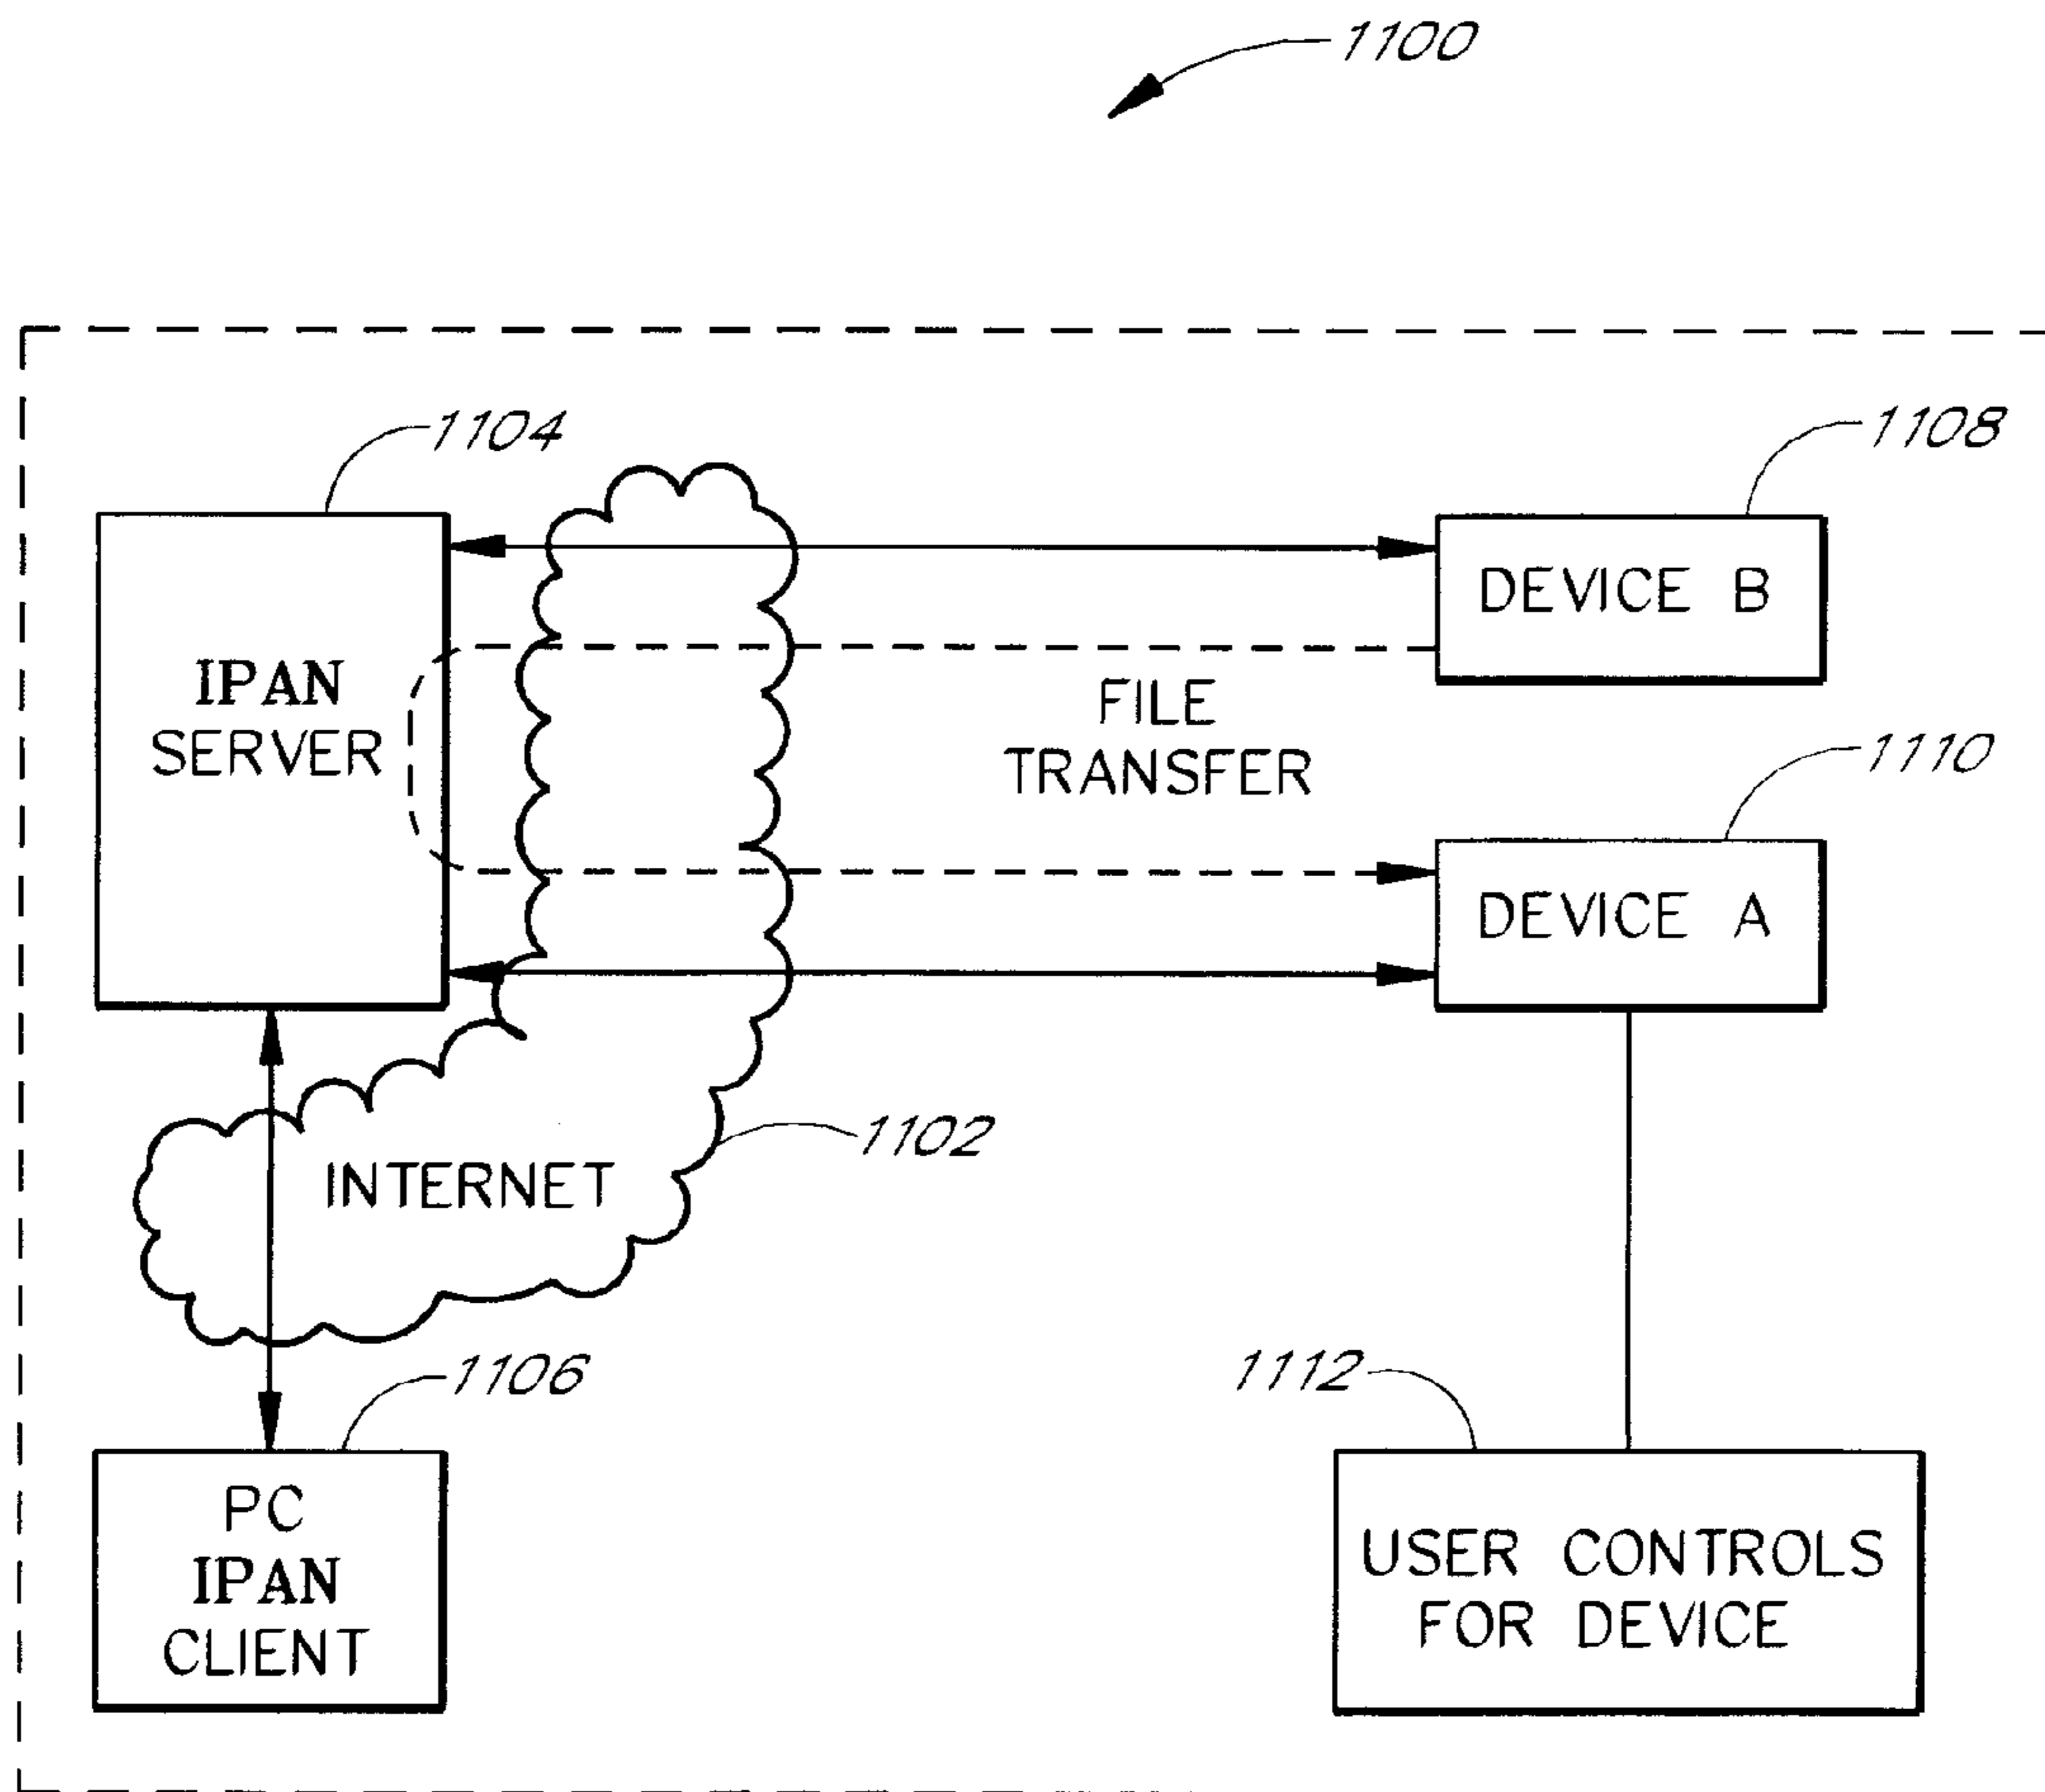 1100
1104
1108
IPAN
SERVER
DEVICE B
FILE
TRANSFER
1110
DEVICE A
1102
INTERNET
1106
1112
PC
IPAN
CLIENT
USER CONTROLS
FOR DEVICE